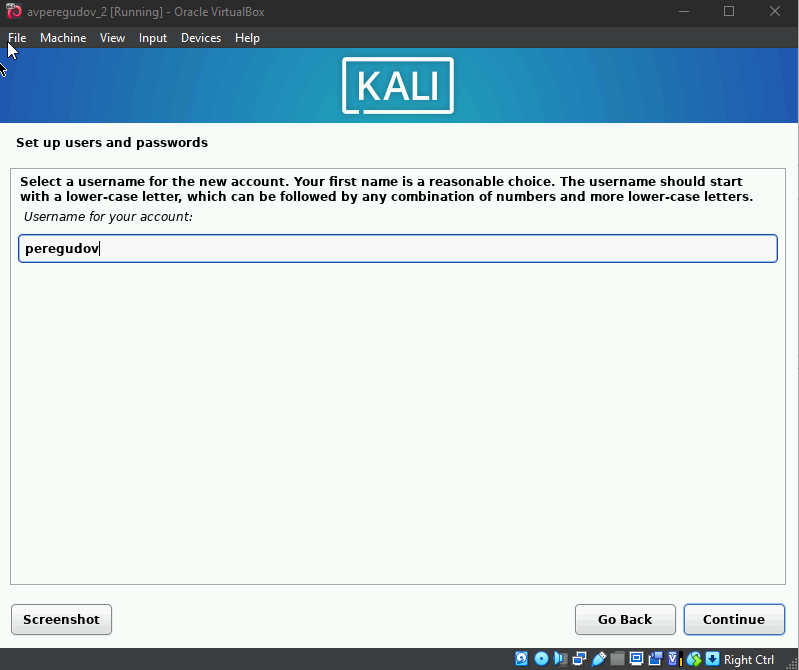 avperegudov_2 [Running] - Oracle VirtualBox
File Machine View Input Devices Help
KALI
Set up users and passwords
Select a username for the new account. Your first name is a reasonable choice. The username should start
with a lower-case letter, which can be followed by any combination of numbers and more lower-case letters.
Username for your account:
peregudov
Screenshot Go Back Continue
Right Ctrl